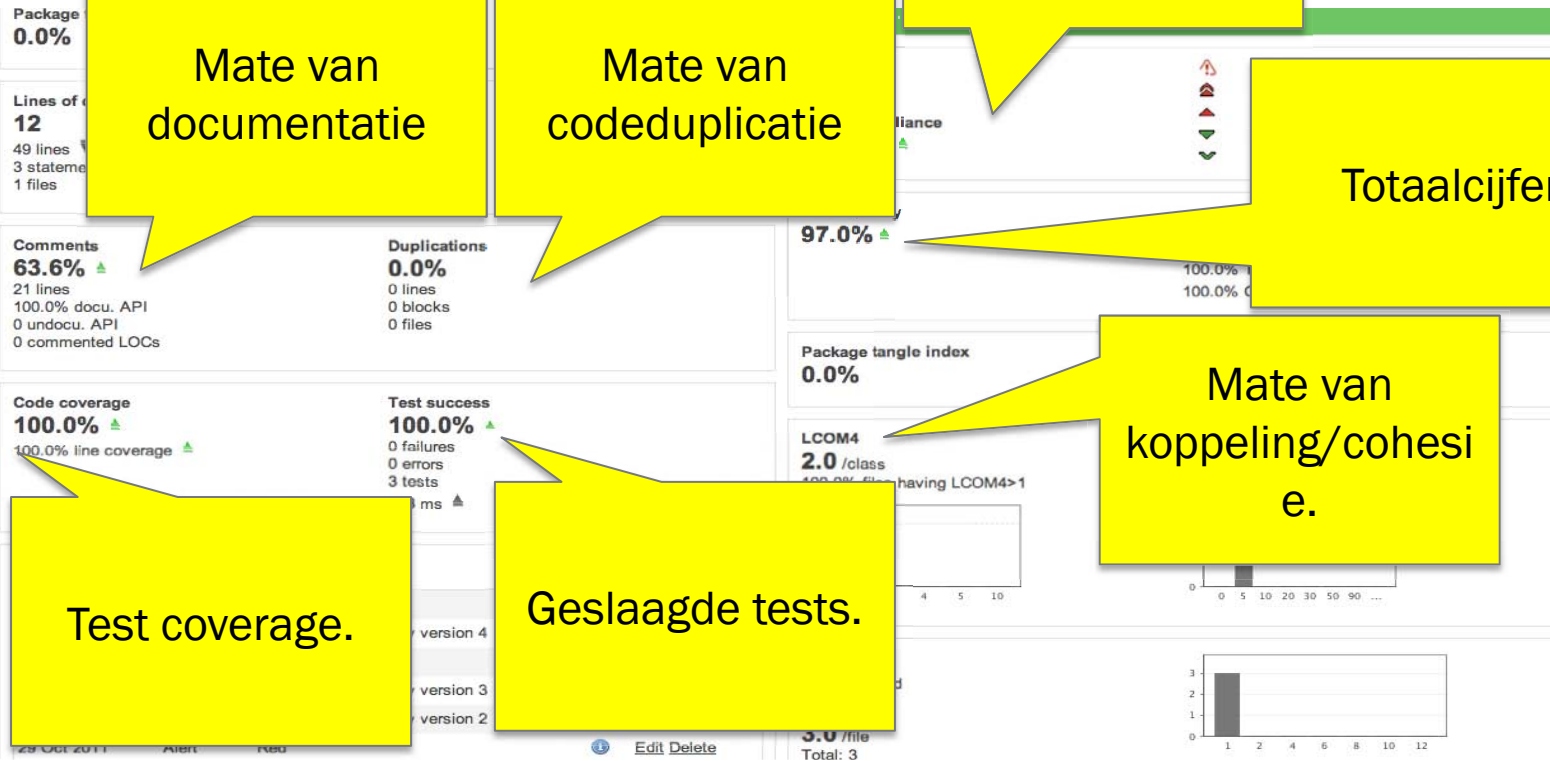 Package
0.0%
Mate van
documentatie
Mate van
codeduplicatie
Lines of
12
49 lines
3
1 files
Totaalcijfer
Comments
63.6%
21 lines
100.0% docu. API
0 undocu. API
0 commented LOCs
Duplications
0.0%
0 lines
0 blocks
0 files
97.0%
100.0%
100.0%
Package tangle index
0.0%
Mate van
koppeling/cohesi
e.
Code coverage
100.0%
100.0% line coverage
Test success
100.0%
0 failures
0 errors
3 tests
ms
LCOM4
2.0 /class
100.0% files having LCOM4>1
4 5 10
0
0 5 10 20 30 50 90 ...
Test coverage.
Geslaagde tests.
version 4
version 3
version 2
29 Oct 2011 Alert Red Edit Delete
3.0 /file
Total: 3
3
2
1
0
1 2 4 6 8 10 12